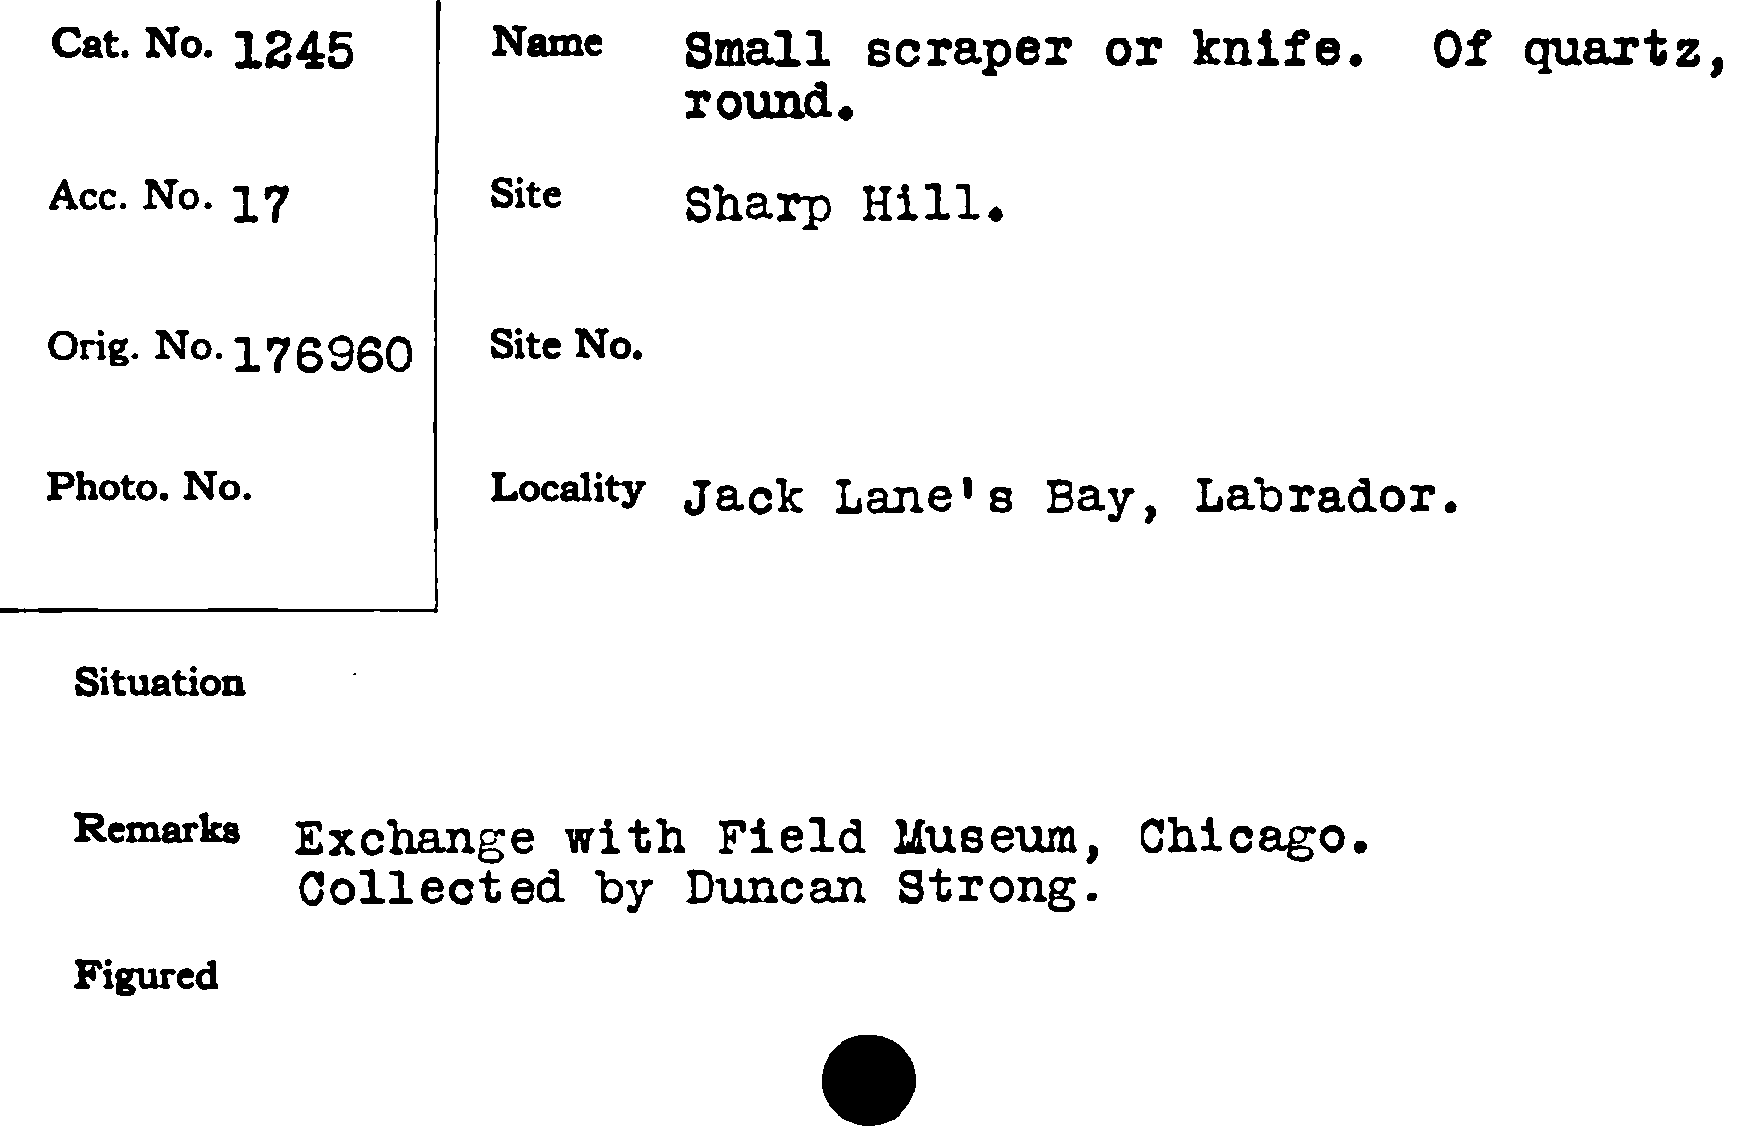 Cat. No. 1245
Name Small scraper or knife. Of quartz,
round.
Acc. No. 17
Site Sharp Hill.
Orig. No. 176960
Site No.
Photo. No.
Locality Jack Lane's Bay, Labrador.
Situation
Remarks Exchange with Field Museum, Chicago.
Collected by Duncan Strong.
Figured